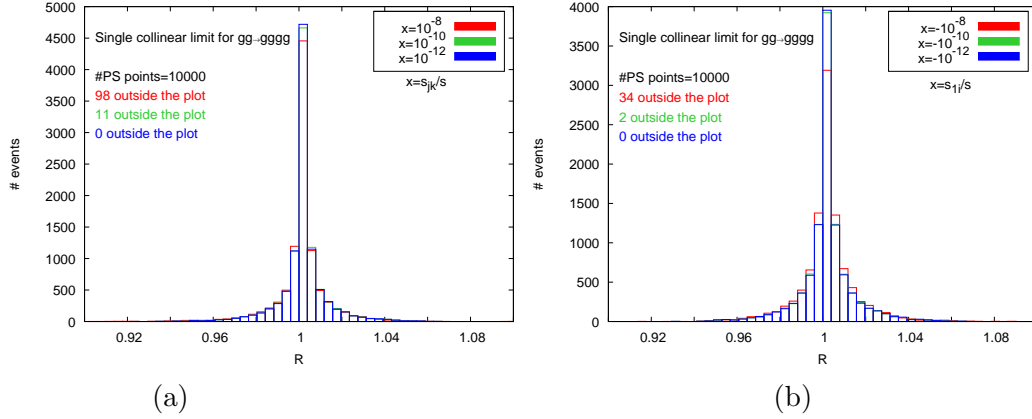 Single collinear limit for gg→gggg
#PS points=10000
98 outside the plot
11 outside the plot
0 outside the plot
x=10^-8
x=10^-10
x=10^-12
x=s_jk/s
# events
5000
4500
4000
3500
3000
2500
2000
1500
1000
500
0
0.92 0.96 1 1.04 1.08
R
(a)
Single collinear limit for gg→gggg
#PS points=10000
34 outside the plot
2 outside the plot
0 outside the plot
x=-10^-8
x=-10^-10
x=-10^-12
x=s_1i/s
# events
4000
3500
3000
2500
2000
1500
1000
500
0
0.92 0.96 1 1.04 1.08
R
(b)